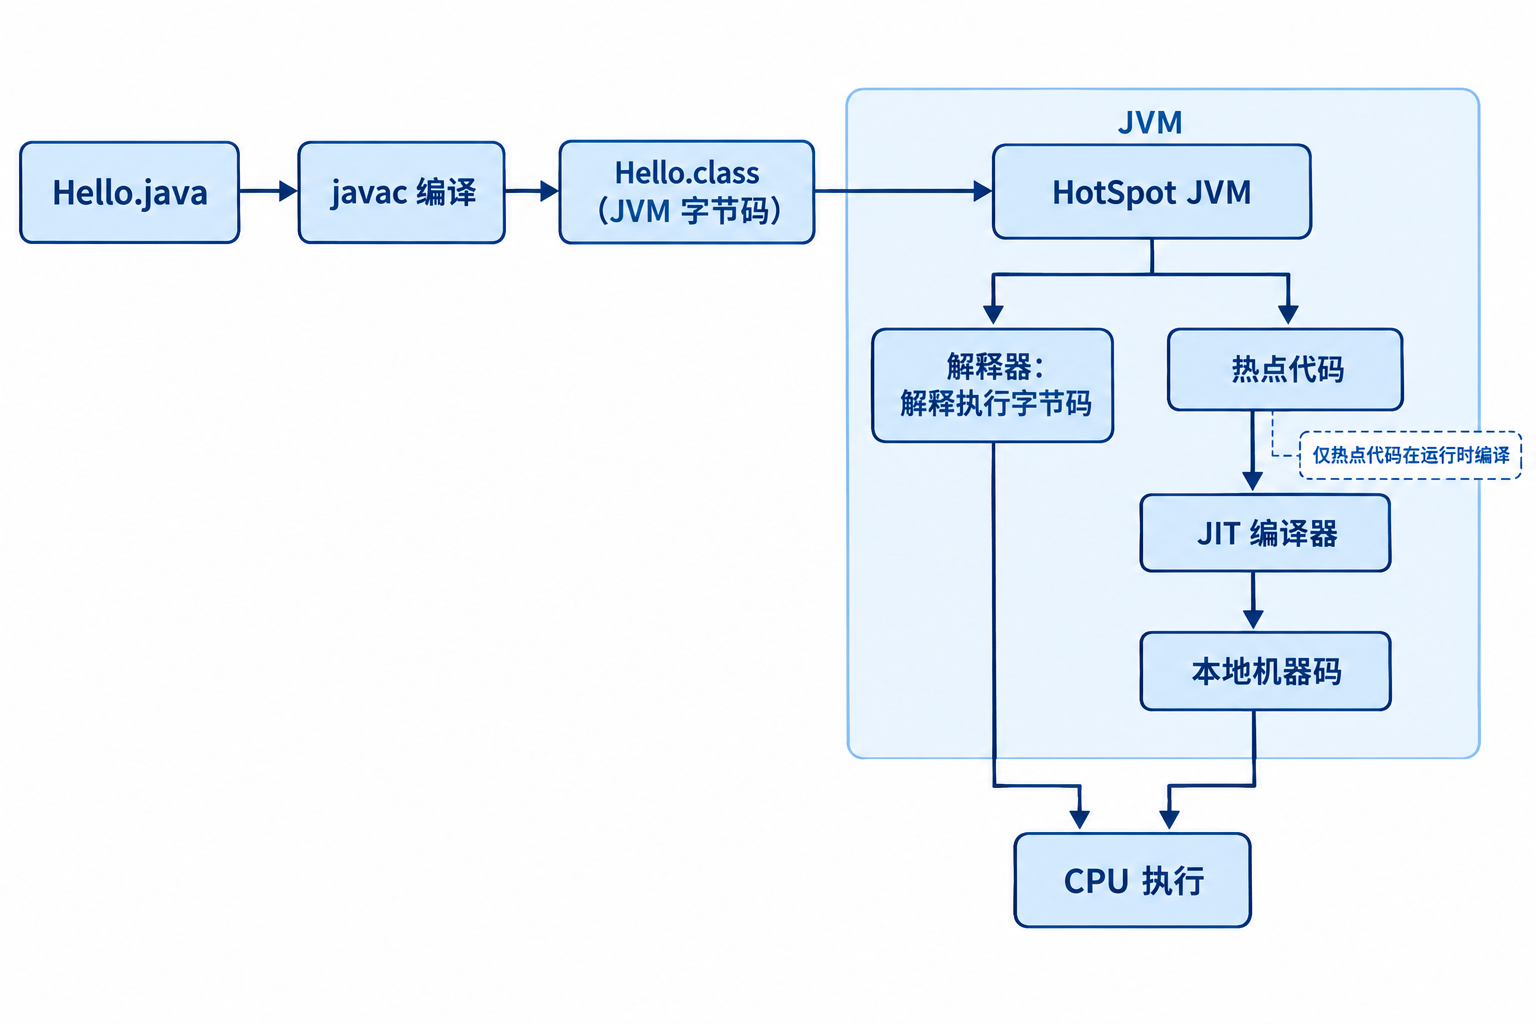 JVM
Hello.java
javac 编译
Hello.class
（JVM 字节码）
HotSpot JVM
解释器：
解释执行字节码
热点代码
仅热点代码在运行时编译
JIT 编译器
本地机器码
CPU 执行